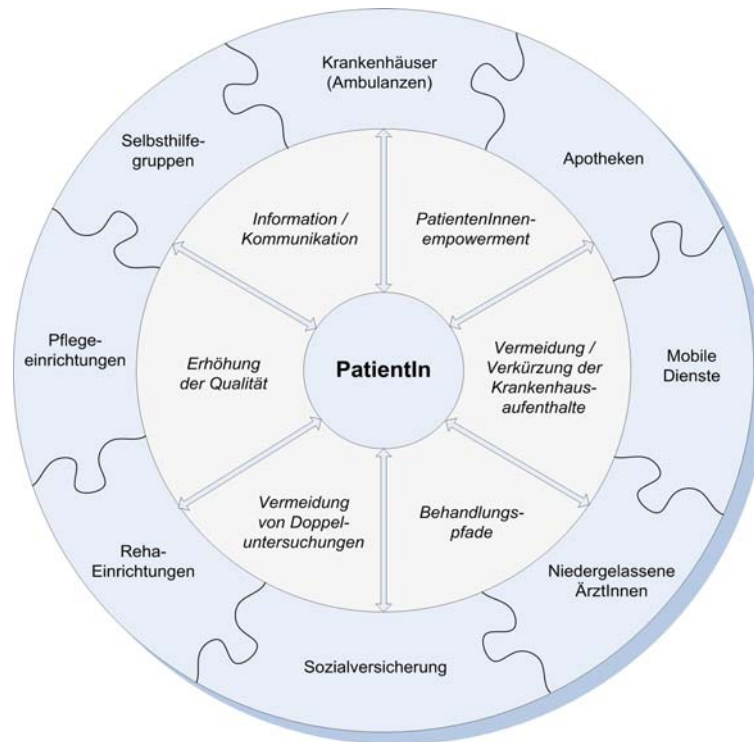 Krankenhäuser
(Ambulanzen)
Apotheken
Mobile
Dienste
Niedergelassene
ÄrztInnen
Sozialversicherung
Reha-
Einrichtungen
Pflege-
einrichtungen
Selbsthilfe-
gruppen
Information /
Kommunikation
PatientenInnen-
empowerment
Vermeidung /
Verkürzung der
Krankenhaus-
aufenthalte
Behandlungs-
pfade
Vermeidung
von Doppel-
untersuchungen
Erhöhung
der Qualität
PatientIn